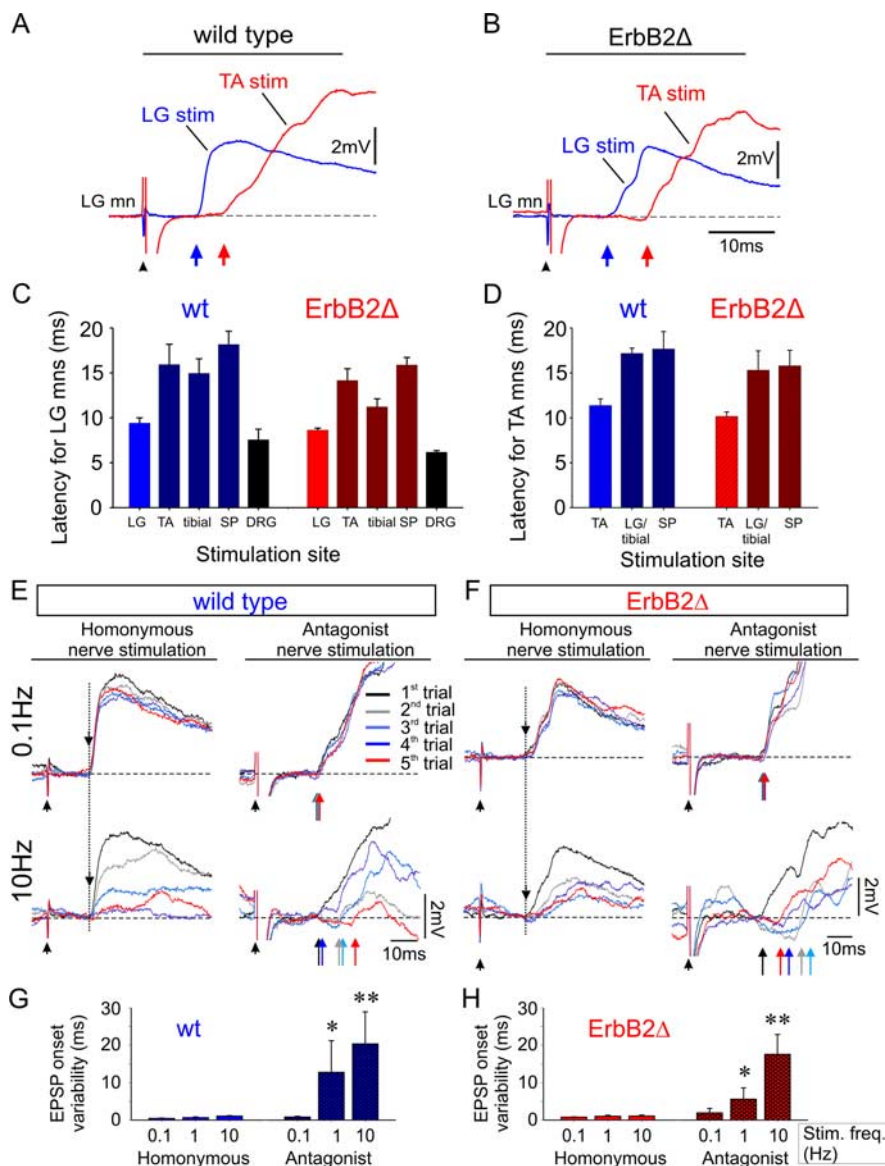 A
wild type
TA stim
LG stim
2mV
LG mn
B
ErbB2Δ
TA stim
LG stim
2mV
LG mn
10ms
C
wt
ErbB2Δ
Latency for LG mns (ms)
20
15
10
5
0
LG TA tibial SP DRG LG TA tibial SP DRG
Stimulation site
D
wt
ErbB2Δ
Latency for TA mns (ms)
20
15
10
5
0
TA LG/tibial SP TA LG/tibial SP
Stimulation site
E
wild type
Homonymous
nerve stimulation
Antagonist
nerve stimulation
0.1Hz
1st trial
2nd trial
3rd trial
4th trial
5th trial
10Hz
2mV
10ms
F
ErbB2Δ
Homonymous
nerve stimulation
Antagonist
nerve stimulation
2mV
10ms
G
wt
EPSP onset
variability (ms)
30
20
10
0
*
**
0.1 1 10 0.1 1 10
Homonymous Antagonist
H
ErbB2Δ
EPSP onset
variability (ms)
30
20
10
0
*
**
0.1 1 10 0.1 1 10
Homonymous Antagonist
Stim. freq.
(Hz)